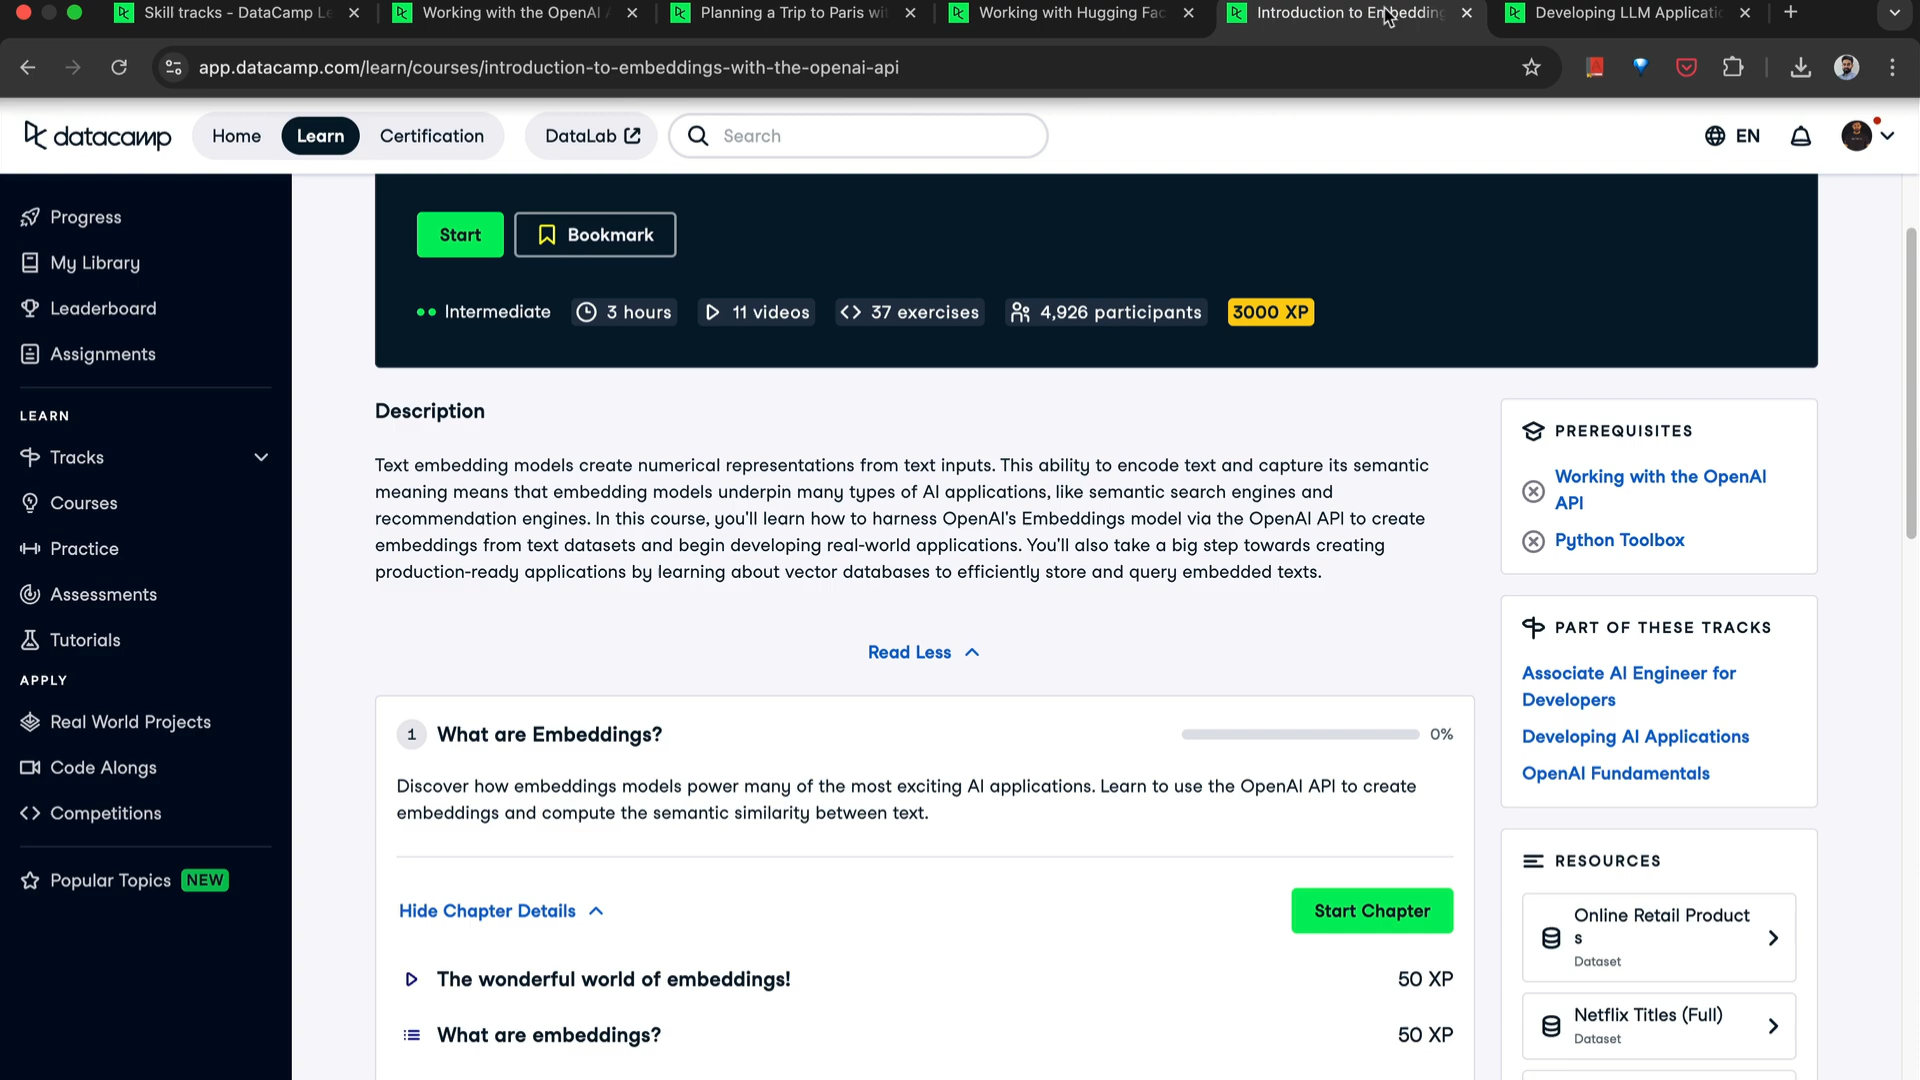 Skill tracks - DataCamp Le
Working with the OpenAI A
Planning a Trip to Paris wit
Working with Hugging Fac
Introduction to Embedding
Developing LLM Applicatio
app.datacamp.com/learn/courses/introduction-to-embeddings-with-the-openai-api
datacamp
Home
Learn
Certification
DataLab
Search
EN
Progress
My Library
Leaderboard
Assignments
LEARN
Tracks
Courses
Practice
Assessments
Tutorials
APPLY
Real World Projects
Code Alongs
Competitions
Popular Topics NEW
Start
Bookmark
Intermediate
3 hours
11 videos
37 exercises
4,926 participants
3000 XP
Description
Text embedding models create numerical representations from text inputs. This ability to encode text and capture its semantic
meaning means that embedding models underpin many types of AI applications, like semantic search engines and
recommendation engines. In this course, you'll learn how to harness OpenAI's Embeddings model via the OpenAI API to create
embeddings from text datasets and begin developing real-world applications. You'll also take a big step towards creating
production-ready applications by learning about vector databases to efficiently store and query embedded texts.
Read Less
1 What are Embeddings?
0%
Discover how embeddings models power many of the most exciting AI applications. Learn to use the OpenAI API to create
embeddings and compute the semantic similarity between text.
Hide Chapter Details
Start Chapter
The wonderful world of embeddings!
50 XP
What are embeddings?
50 XP
PREREQUISITES
Working with the OpenAI
API
Python Toolbox
PART OF THESE TRACKS
Associate AI Engineer for
Developers
Developing AI Applications
OpenAI Fundamentals
RESOURCES
Online Retail Product
s
Dataset
Netflix Titles (Full)
Dataset